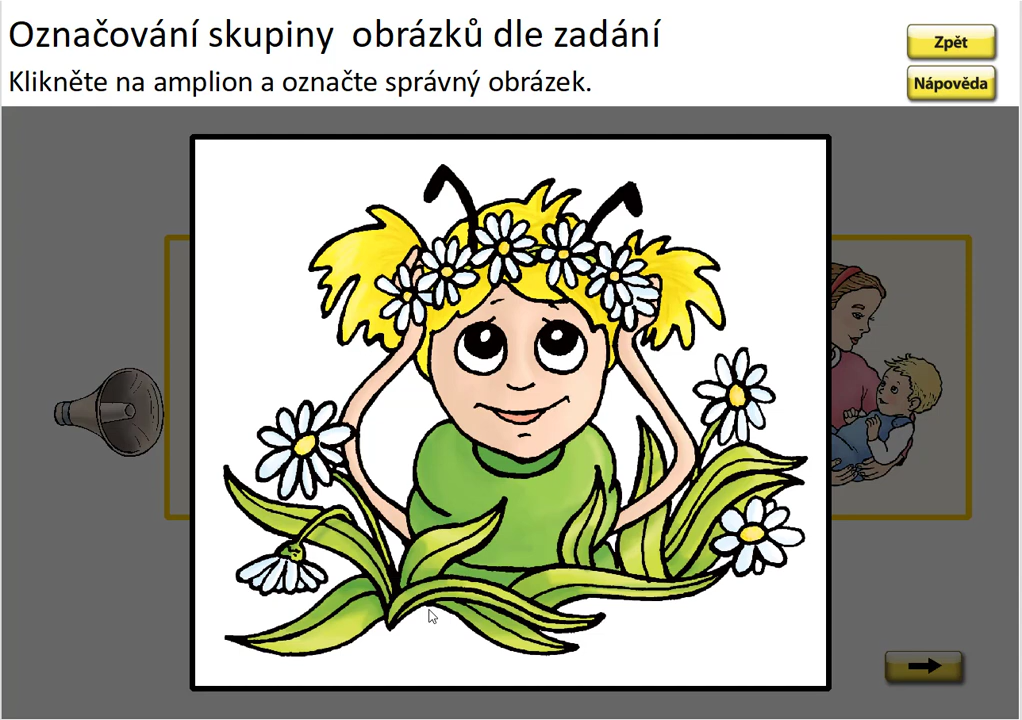 Označování skupiny  obrázků dle zadání
Klikněte na amplion a označte správný obrázek.
Zpět
Nápověda